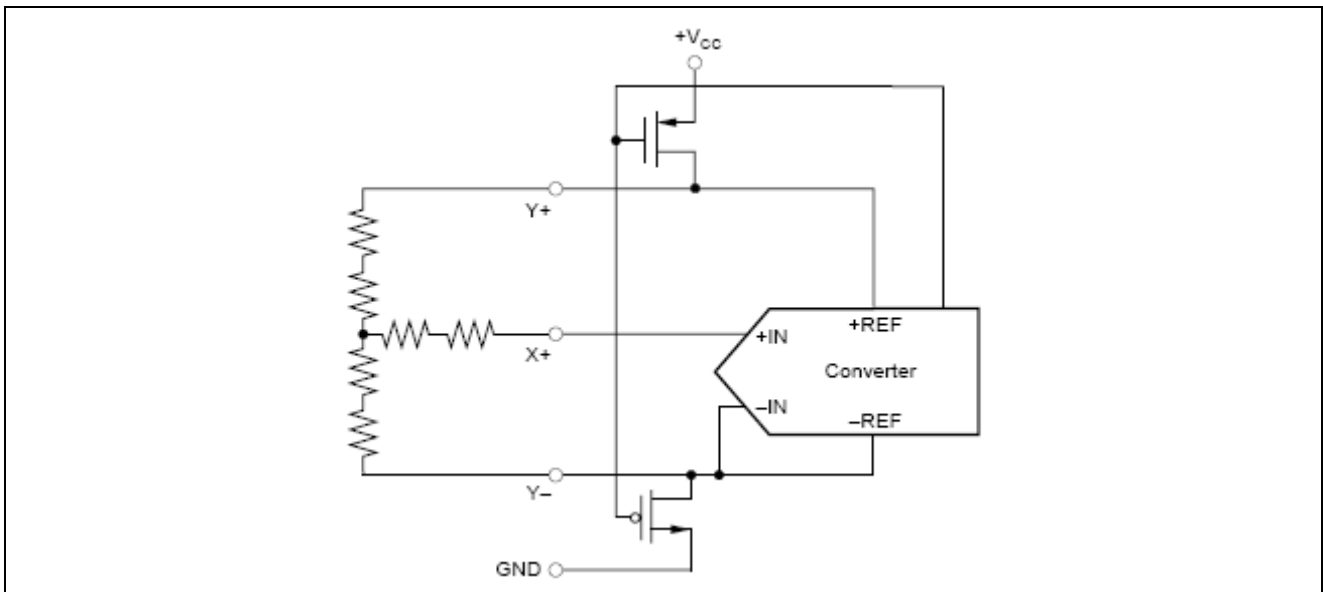 +VCC
Y+
X+
+IN
+REF
Converter
–IN
–REF
Y–
GND